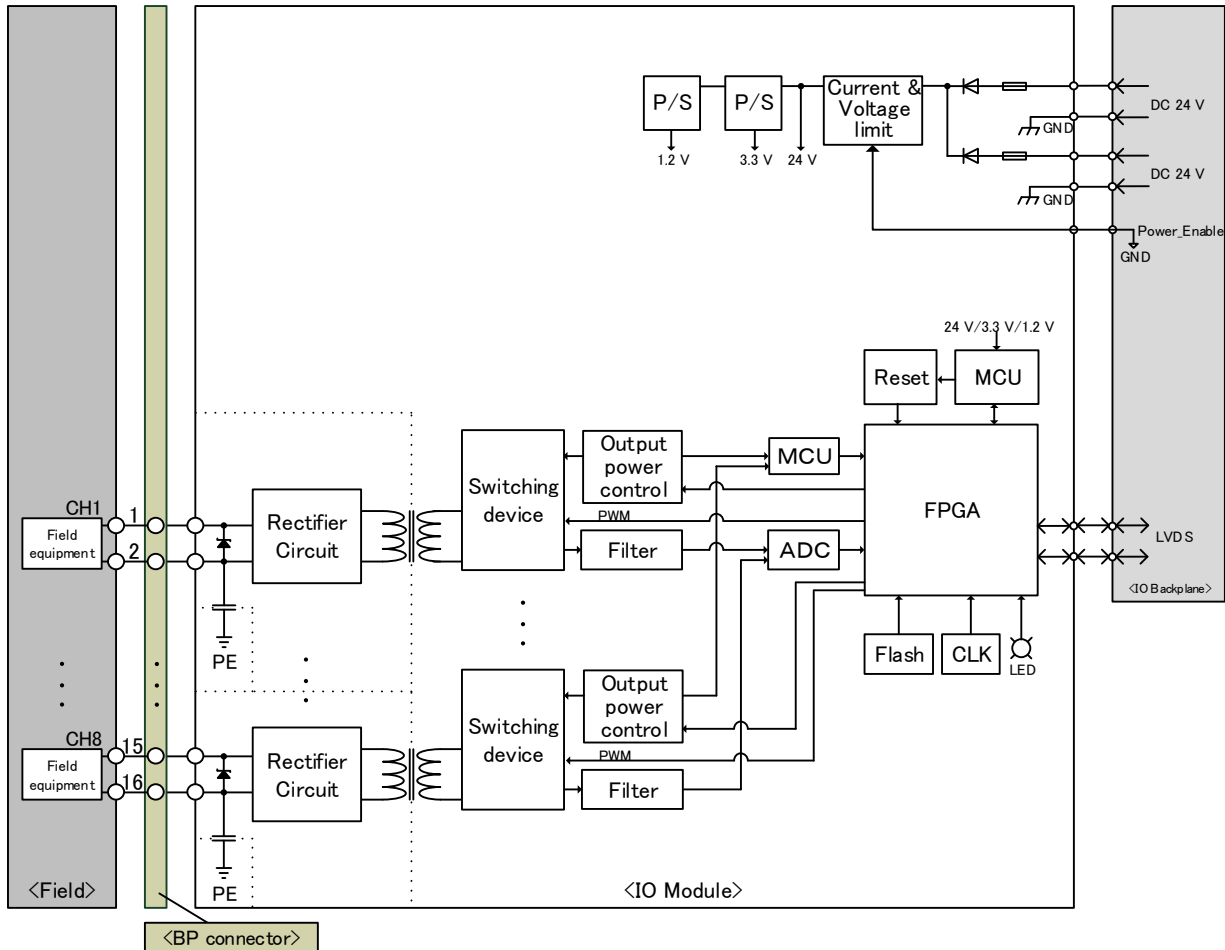 P/S
P/S
Current &
Voltage
limit
1.2 V
3.3 V
24 V
GND
DC 24 V
GND
DC 24 V
Power_Enable
GND
24 V/3.3 V/1.2 V
Reset
MCU
Output
power
control
MCU
Switching
device
PWM
FPGA
Filter
ADC
CH1
Field
equipment
1
2
Rectifier
Circuit
PE
LVDS
<IO Backplane>
Flash
CLK
LED
Output
power
control
Switching
device
PWM
Filter
CH8
Field
equipment
15
16
Rectifier
Circuit
PE
<Field>
<IO Module>
<BP connector>